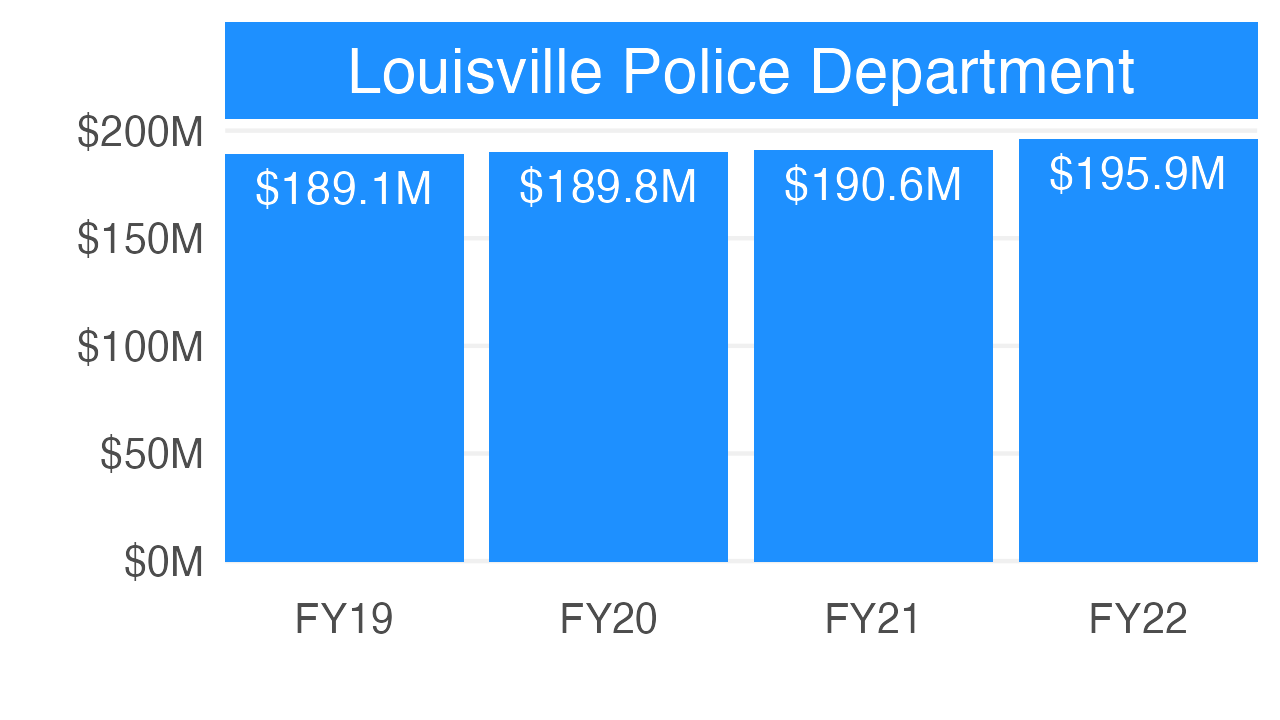 Louisville Police Department
$200M
$189.1M $189.8M $190.6M $195.9M
$150M
$100M
$50M
$0M
FY19 FY20 FY21 FY22